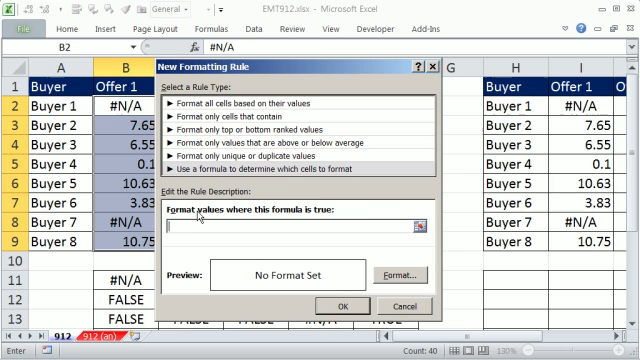 EMT912.xlsx - Microsoft Excel
General
File Home Insert Page Layout Formulas Data Review View Developer Add-Ins
B2 fx #N/A
New Formatting Rule
Select a Rule Type:
► Format all cells based on their values
► Format only cells that contain
► Format only top or bottom ranked values
► Format only values that are above or below average
► Format only unique or duplicate values
► Use a formula to determine which cells to format
Edit the Rule Description:
Format values where this formula is true:
Preview: No Format Set Format...
OK Cancel
A B G H I
1 Buyer Offer 1 Buyer Offer 1
2 Buyer 1 #N/A Buyer 1 #N/A
3 Buyer 2 7.65 Buyer 2 7.65
4 Buyer 3 6.55 Buyer 3 6.55
5 Buyer 4 0.1 Buyer 4 0.1
6 Buyer 5 10.63 Buyer 5 10.63
7 Buyer 6 3.83 Buyer 6 3.83
8 Buyer 7 #N/A Buyer 7 #N/A
9 Buyer 8 10.75 Buyer 8 10.75
10
11 #N/A
12 FALSE
13 FALSE FALSE FALSE #N/A TRUE
912 912 (an)
Enter Count: 40 130%